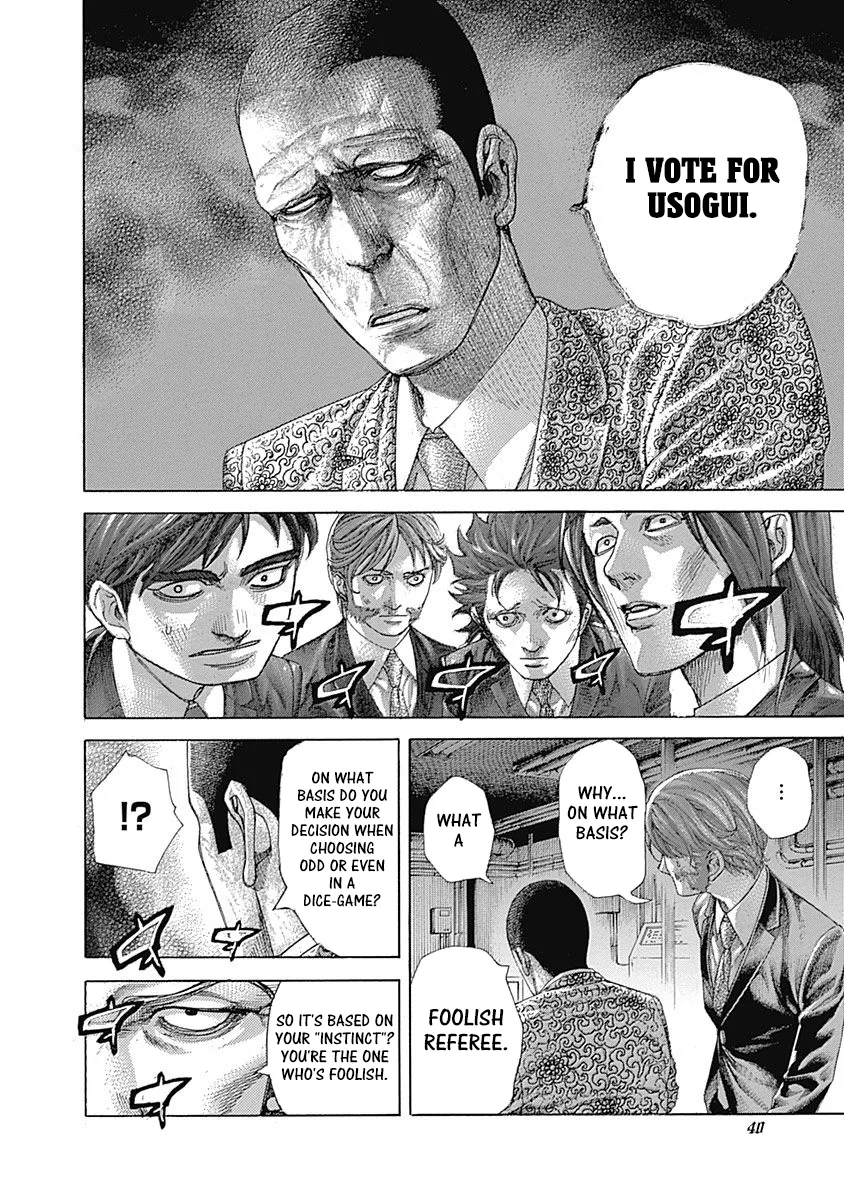 I VOTE FOR
USOGUI.
...
WHY...
ON WHAT
BASIS?
WHAT
A
FOOLISH
REFEREE.
ON WHAT
BASIS DO YOU
MAKE YOUR
DECISION WHEN
CHOOSING
ODD OR EVEN
IN A
DICE-GAME?
!?
SO IT'S BASED ON
YOUR "INSTINCT"?
YOU'RE THE ONE
WHO'S FOOLISH.
40